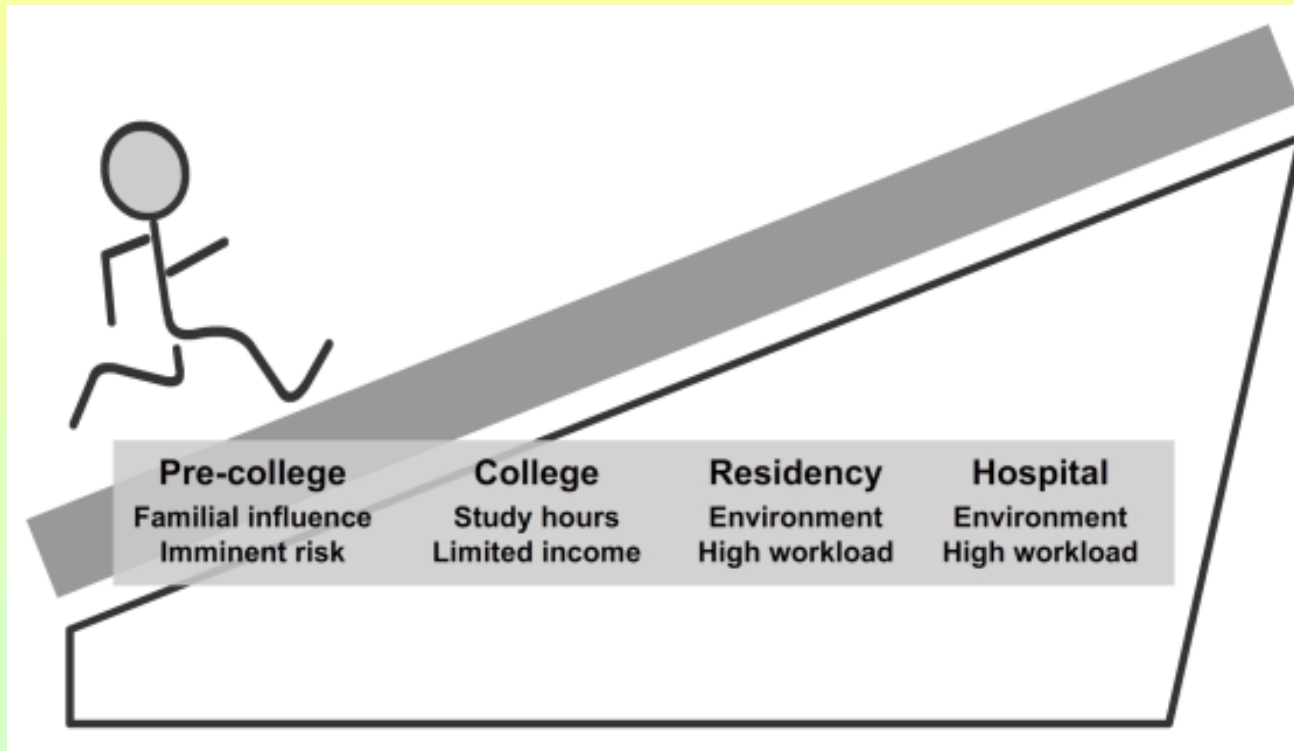 Pre-college
Familial influence
Imminent risk
College
Study hours
Limited income
Residency
Environment
High workload
Hospital
Environment
High workload